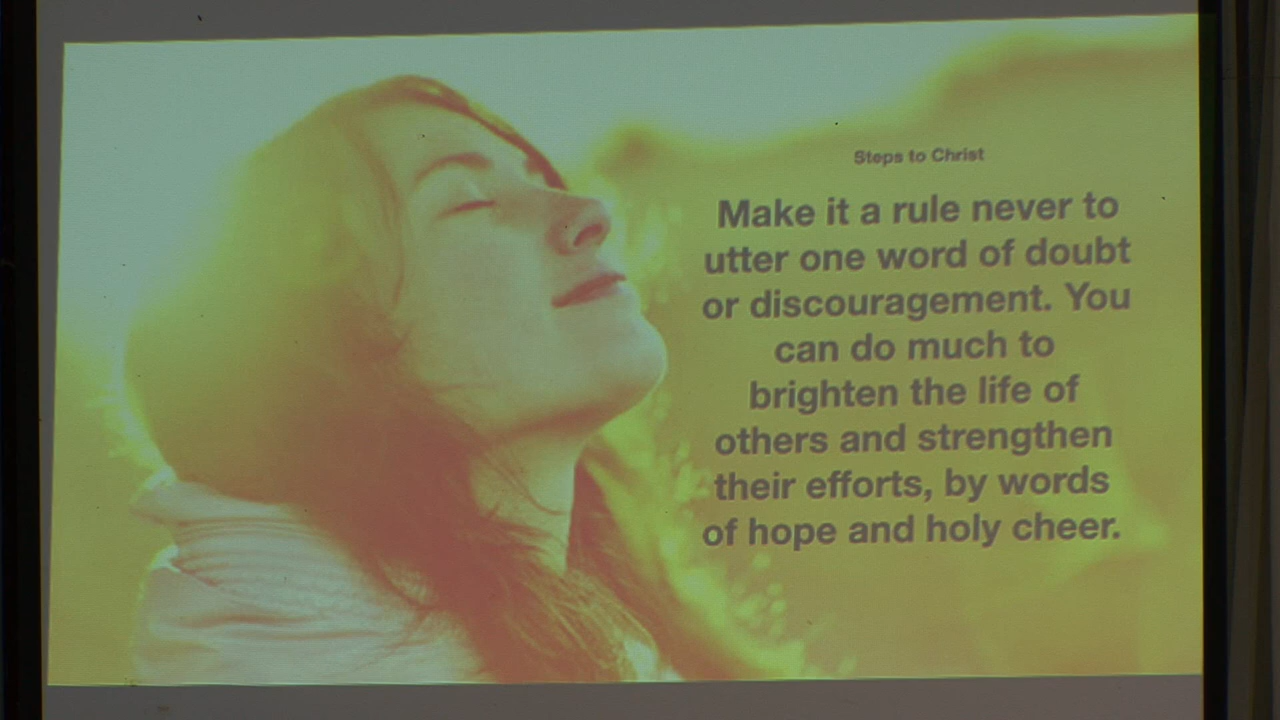 Steps to Christ
Make it a rule never to
utter one word of doubt
or discouragement. You
can do much to
brighten the life of
others and strengthen
their efforts, by words
of hope and holy cheer.